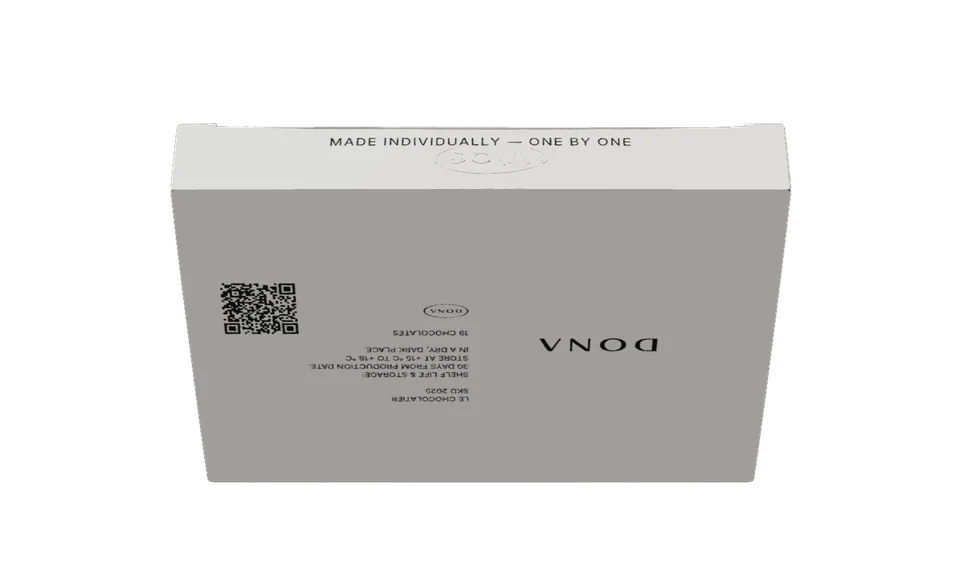 MADE INDIVIDUALLY — ONE BY ONE
DONA
LE CHOCOLATIER
SKD 2025
SHELF LIFE & STORAGE:
30 DAYS FROM PRODUCTION DATE.
STORE AT +15 °C TO +18 °C
IN A DRY, DARK PLACE.
19 CHOCOLATES
DONA